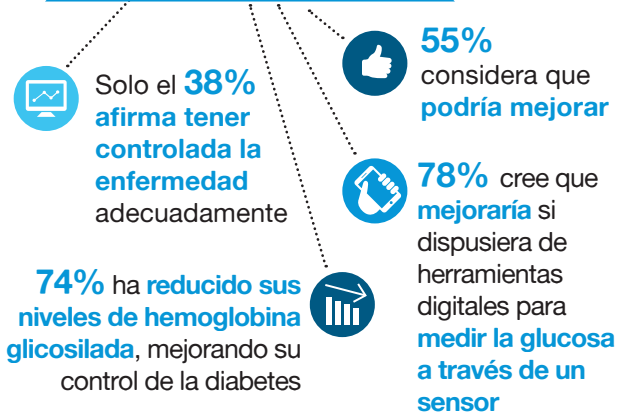 Solo el 38%
afirma tener
controlada la
enfermedad
adecuadamente
55%
considera que
podría mejorar
78% cree que
mejoraría si
dispusiera de
herramientas
digitales para
medir la glucosa
a través de un
sensor
74% ha reducido sus
niveles de hemoglobina
glicosilada, mejorando su
control de la diabetes